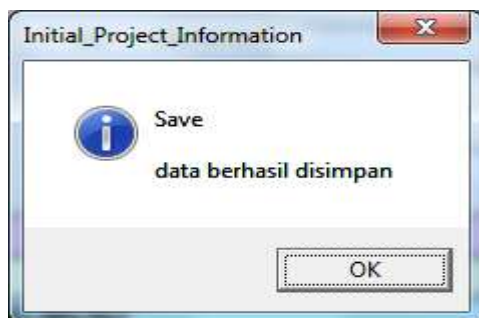 Initial_Project_Information
Save
data berhasil disimpan
OK